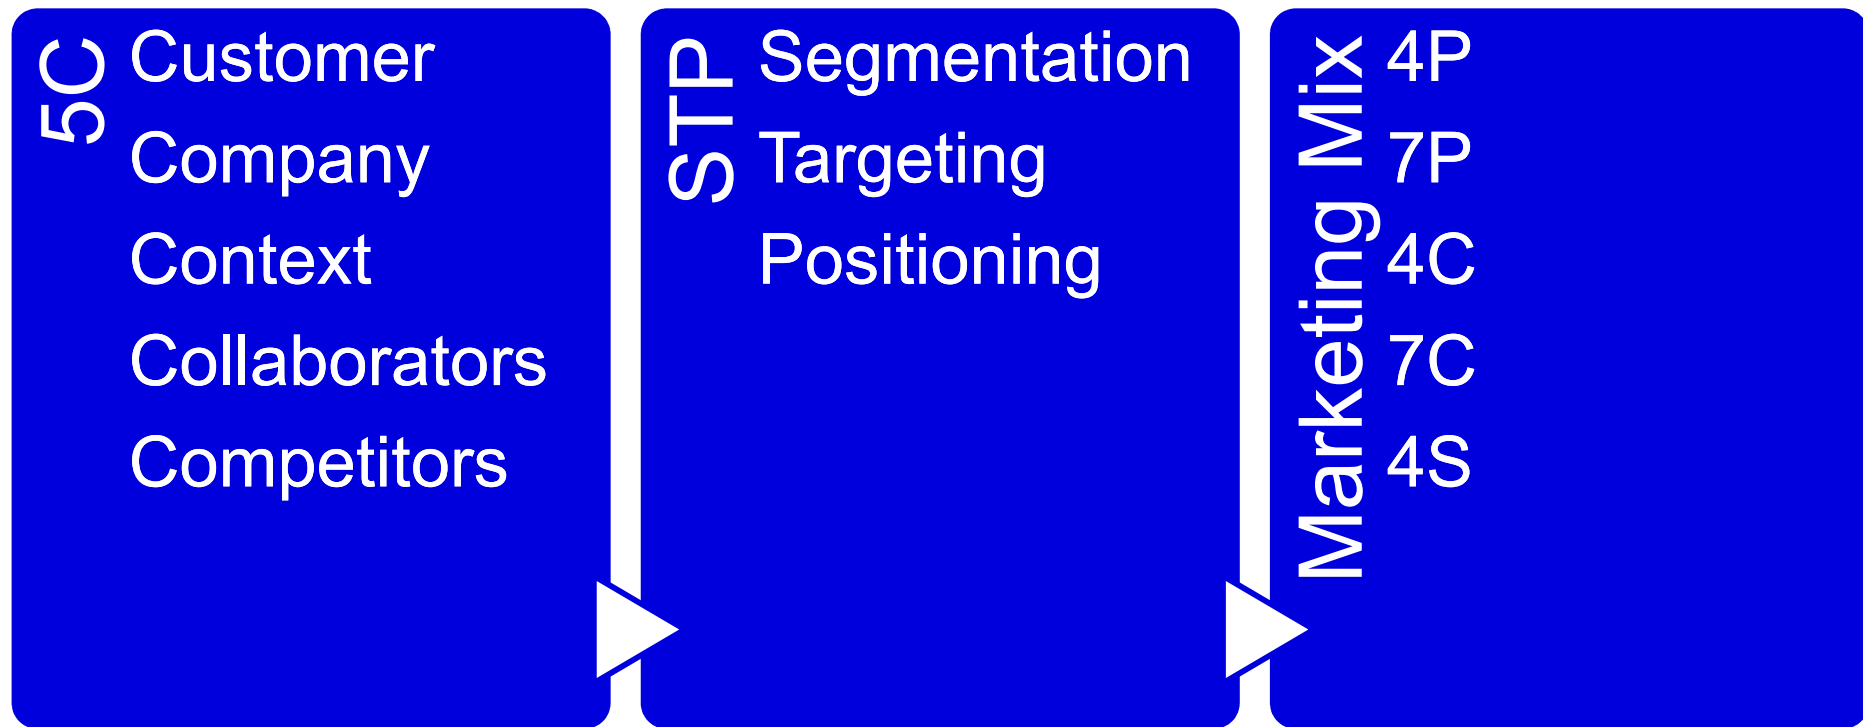 5C
Customer
Company
Context
Collaborators
Competitors
STP
Segmentation
Targeting
Positioning
Marketing Mix
4P
7P
4C
7C
4S